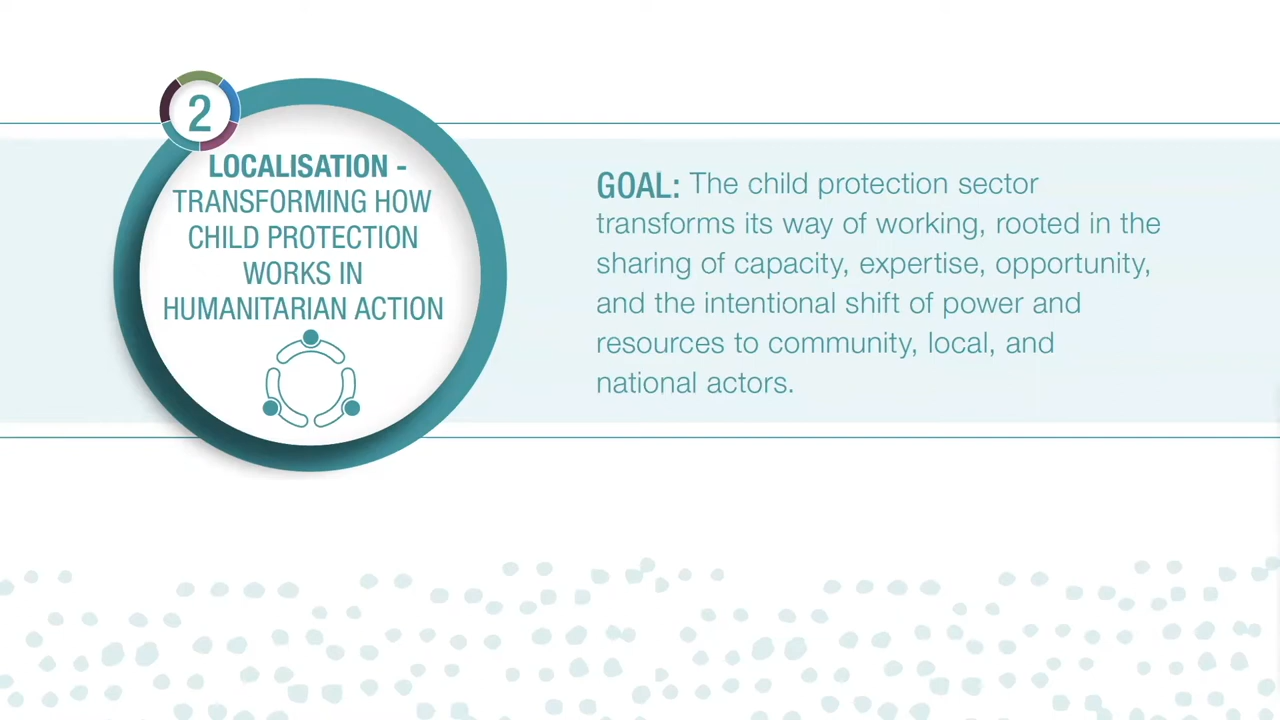 2
LOCALISATION -
TRANSFORMING HOW
CHILD PROTECTION
WORKS IN
HUMANITARIAN ACTION
GOAL: The child protection sector
transforms its way of working, rooted in the
sharing of capacity, expertise, opportunity,
and the intentional shift of power and
resources to community, local, and
national actors.